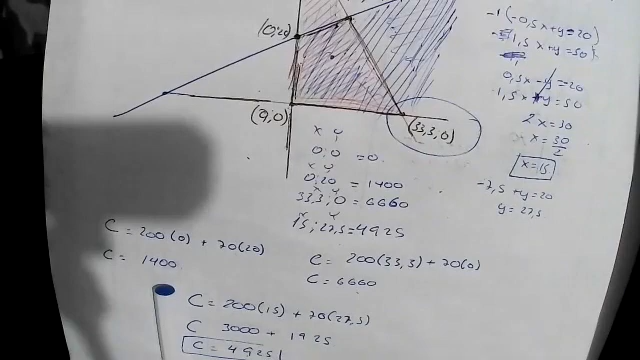 (0,20)
(0,0)
(33,3,0)
-1(-0,5x+y=20)
1,5x+y=50
0,5x-y=-20
1,5x+y=50
2x=30
x=30/2
x=15
-7,5+y=20
y=27,5
x y
0;0=0
x y
0;20=1400
x y
33,3;0=6660
x y
15;27,5=4925
C=200(0)+70(20)
C=1400
C=200(33,3)+70(0)
C=6660
C=200(15)+70(27,5)
C 3000+1925
C=4925